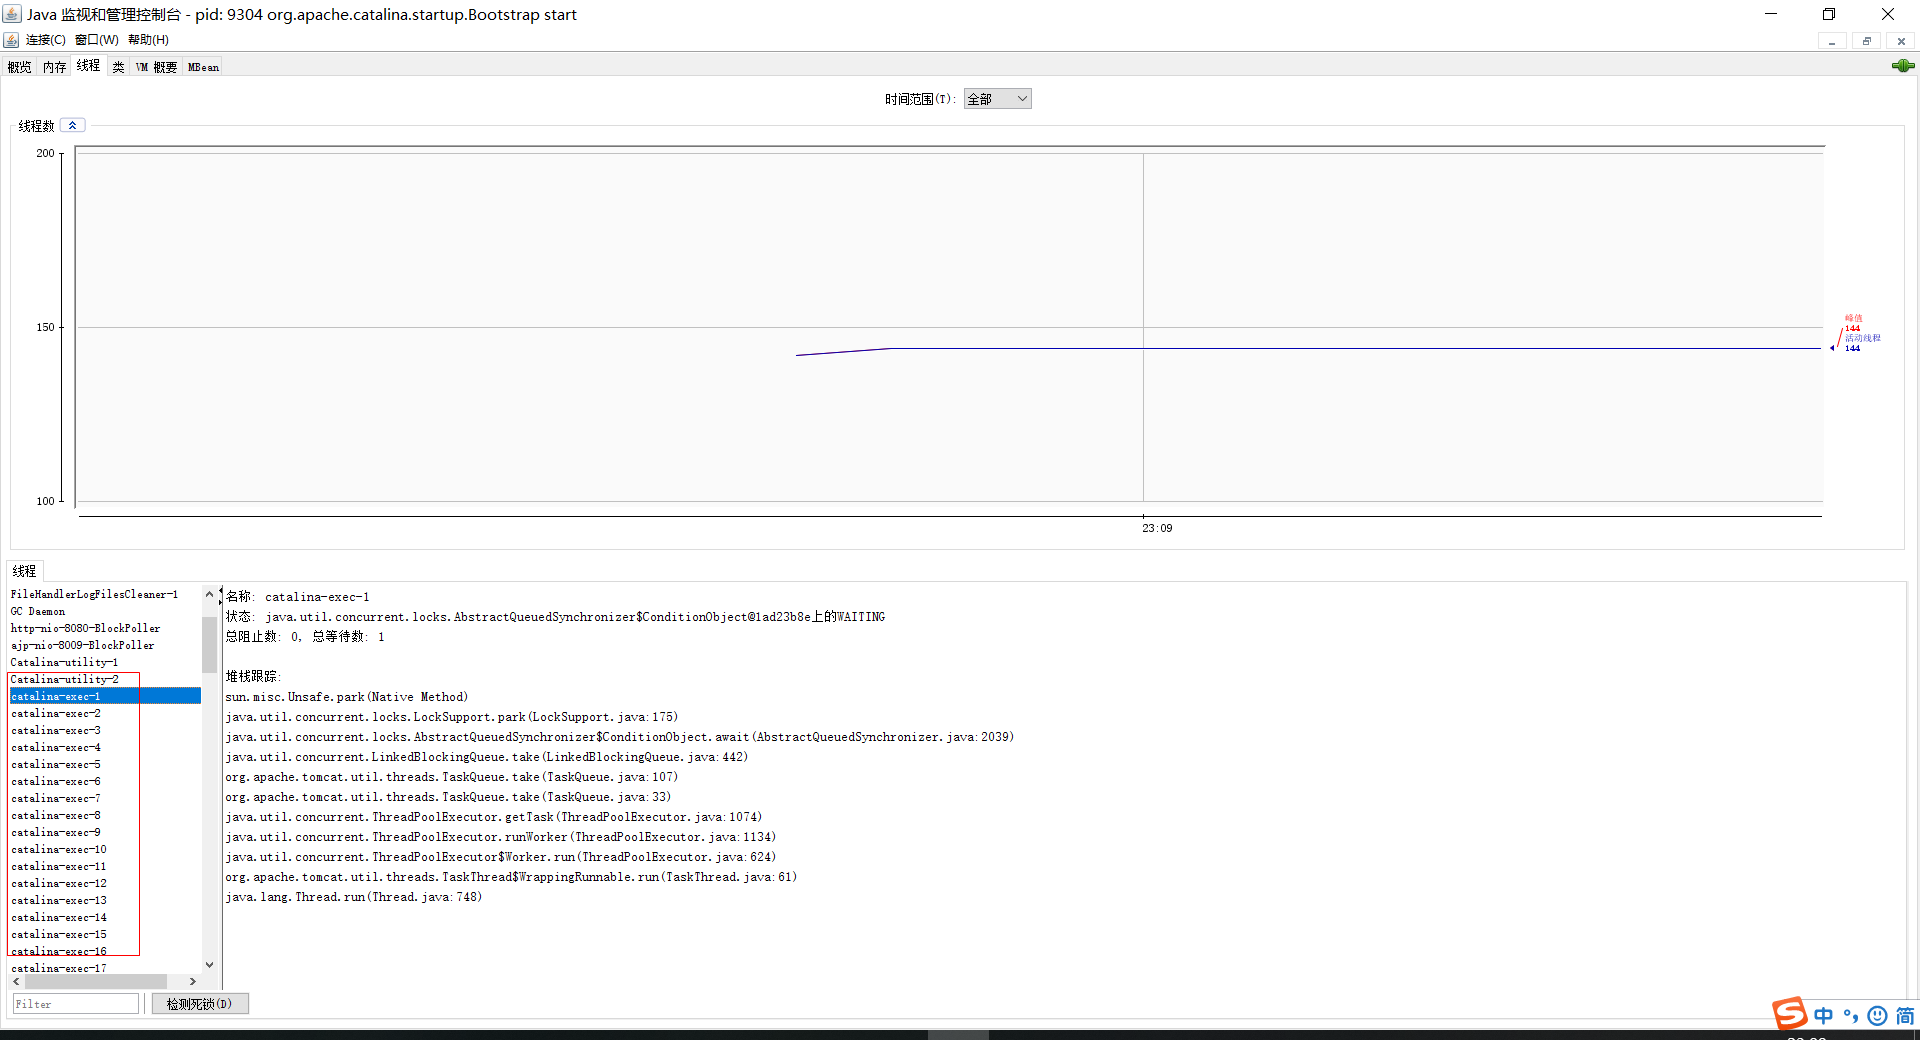 Java 监视和管理控制台 - pid: 9304 org.apache.catalina.startup.Bootstrap start
连接(C) 窗口(W) 帮助(H)
概览 内存 线程 类 VM 概要 MBean
时间范围(T): 全部
线程数
200
150
100
峰值
144
活动线程
144
23:09
线程
FileHandlerLogFilesCleaner-1
GC Daemon
http-nio-8080-BlockPoller
ajp-nio-8009-BlockPoller
Catalina-utility-1
Catalina-utility-2
catalina-exec-1
catalina-exec-2
catalina-exec-3
catalina-exec-4
catalina-exec-5
catalina-exec-6
catalina-exec-7
catalina-exec-8
catalina-exec-9
catalina-exec-10
catalina-exec-11
catalina-exec-12
catalina-exec-13
catalina-exec-14
catalina-exec-15
catalina-exec-16
catalina-exec-17
Filter
检测死锁(D)
名称: catalina-exec-1
状态: java.util.concurrent.locks.AbstractQueuedSynchronizer$ConditionObject@1ad23b8e上的WAITING
总阻止数: 0, 总等待数: 1
堆栈跟踪:
sun.misc.Unsafe.park(Native Method)
java.util.concurrent.locks.LockSupport.park(LockSupport.java:175)
java.util.concurrent.locks.AbstractQueuedSynchronizer$ConditionObject.await(AbstractQueuedSynchronizer.java:2039)
java.util.concurrent.LinkedBlockingQueue.take(LinkedBlockingQueue.java:442)
org.apache.tomcat.util.threads.TaskQueue.take(TaskQueue.java:107)
org.apache.tomcat.util.threads.TaskQueue.take(TaskQueue.java:33)
java.util.concurrent.ThreadPoolExecutor.getTask(ThreadPoolExecutor.java:1074)
java.util.concurrent.ThreadPoolExecutor.runWorker(ThreadPoolExecutor.java:1134)
java.util.concurrent.ThreadPoolExecutor$Worker.run(ThreadPoolExecutor.java:624)
org.apache.tomcat.util.threads.TaskThread$WrappingRunnable.run(TaskThread.java:61)
java.lang.Thread.run(Thread.java:748)
S 中 °, 简